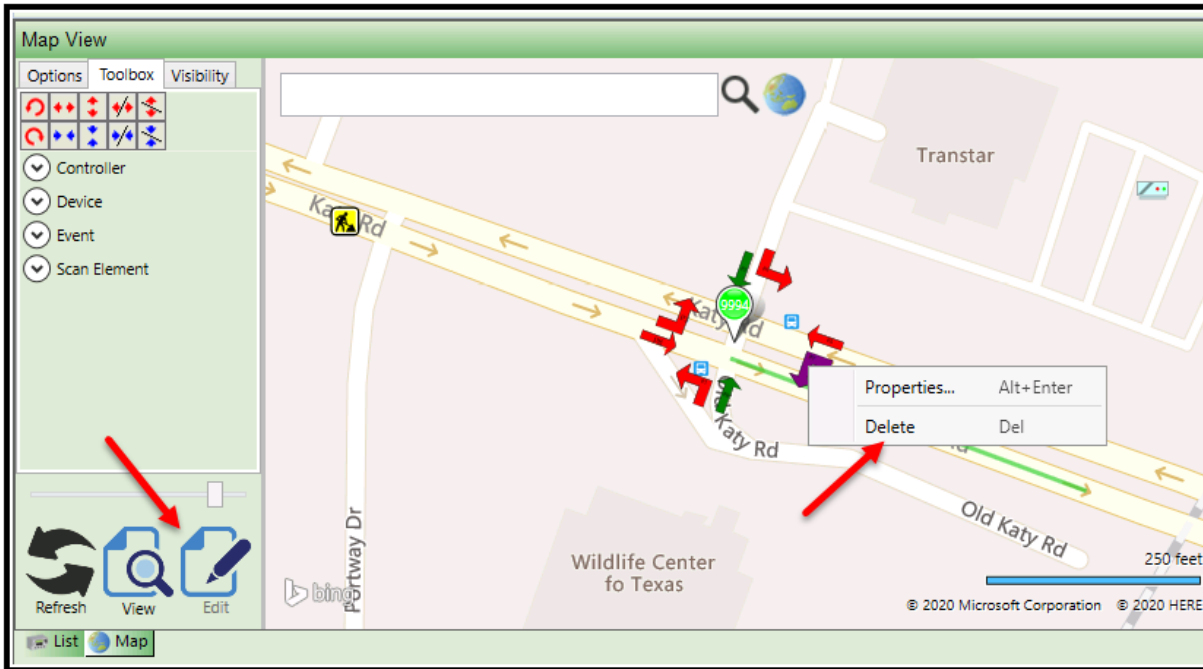 Map View
Options Toolbox Visibility
Controller
Device
Event
Scan Element
Refresh View Edit
List Map
Transtar
Katy Rd
9994
Katy Rd
Properties... Alt+Enter
Delete Del
Old
Katy Rd
Rd
Old Katy Rd
Portway Dr
Wildlife Center
fo Texas
250 feet
bing
© 2020 Microsoft Corporation © 2020 HERE